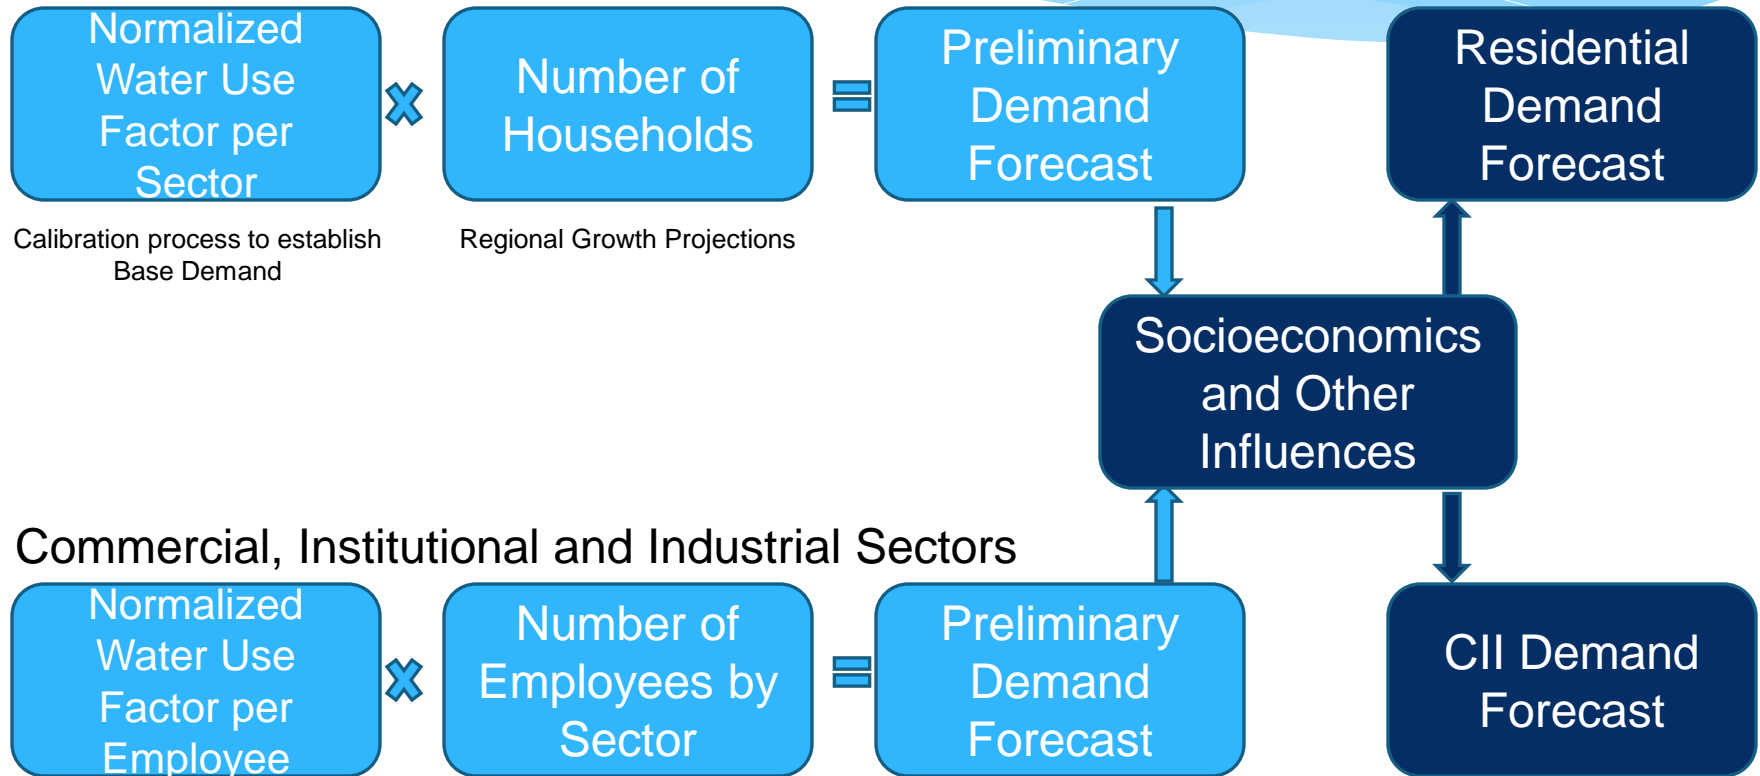 Normalized
Water Use
Factor per
Sector
Number of
Households
Preliminary
Demand
Forecast
Residential
Demand
Forecast
Calibration process to establish
Base Demand
Regional Growth Projections
Socioeconomics
and Other
Influences
Commercial, Institutional and Industrial Sectors
Normalized
Water Use
Factor per
Employee
Number of
Employees by
Sector
Preliminary
Demand
Forecast
CII Demand
Forecast